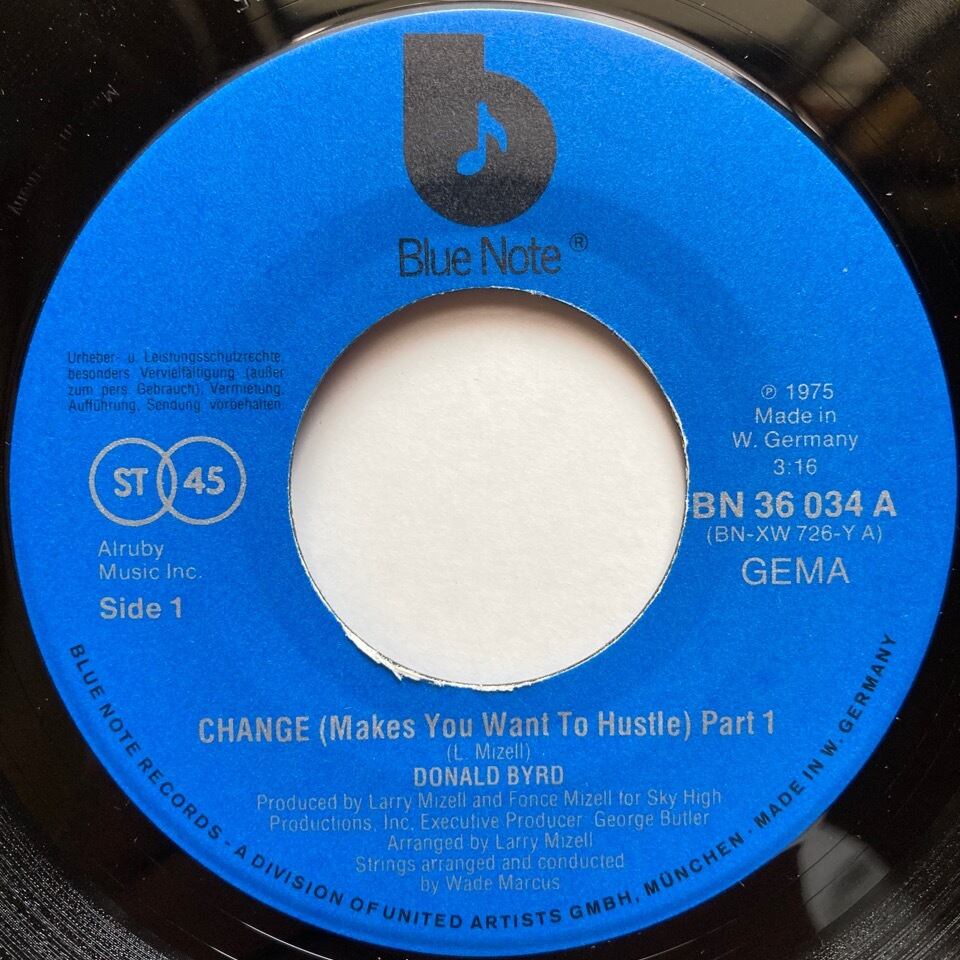 b
Blue Note ®
Urheber- u. Leistungsschutzrechte,
besonders Vervielfältigung (außer
zum pers. Gebrauch), Vermietung,
Aufführung, Sendung vorbehalten.
ST 45
Alruby
Music Inc.
Side 1
℗ 1975
Made in
W. Germany
3:16
BN 36 034 A
(BN-XW 726-Y A)
GEMA
CHANGE (Makes You Want To Hustle) Part 1
(L. Mizell)
DONALD BYRD
Produced by Larry Mizell and Fonce Mizell for Sky High
Productions, Inc. Executive Producer George Butler
Arranged by Larry Mizell
Strings arranged and conducted
by Wade Marcus
BLUE NOTE RECORDS - A DIVISION OF UNITED ARTISTS GMBH, MÜNCHEN · MADE IN W. GERMANY